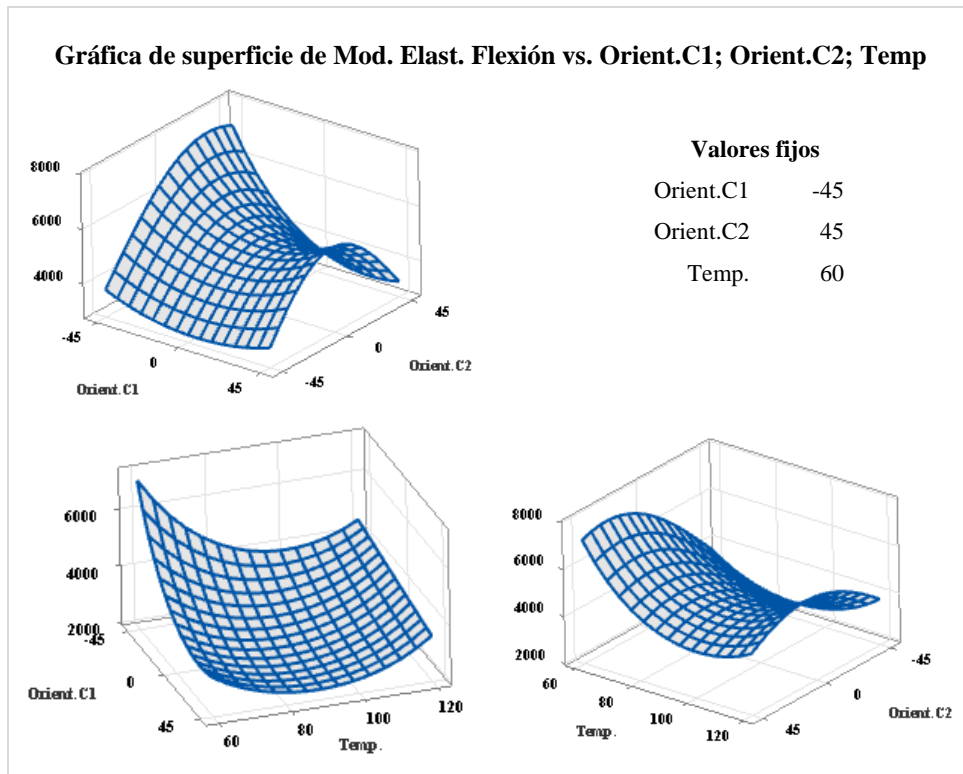 Gráfica de superficie de Mod. Elast. Flexión vs. Orient.C1; Orient.C2; Temp
8000
6000
4000
-45
0
45
Orient.C1
-45
0
45
Orient.C2
Valores fijos
Orient.C1 -45
Orient.C2 45
Temp. 60
6000
4000
2000
-45
0
45
Orient.C1
60
80
100
120
Temp.
8000
6000
4000
2000
60
80
100
120
Temp.
45
0
-45
Orient.C2